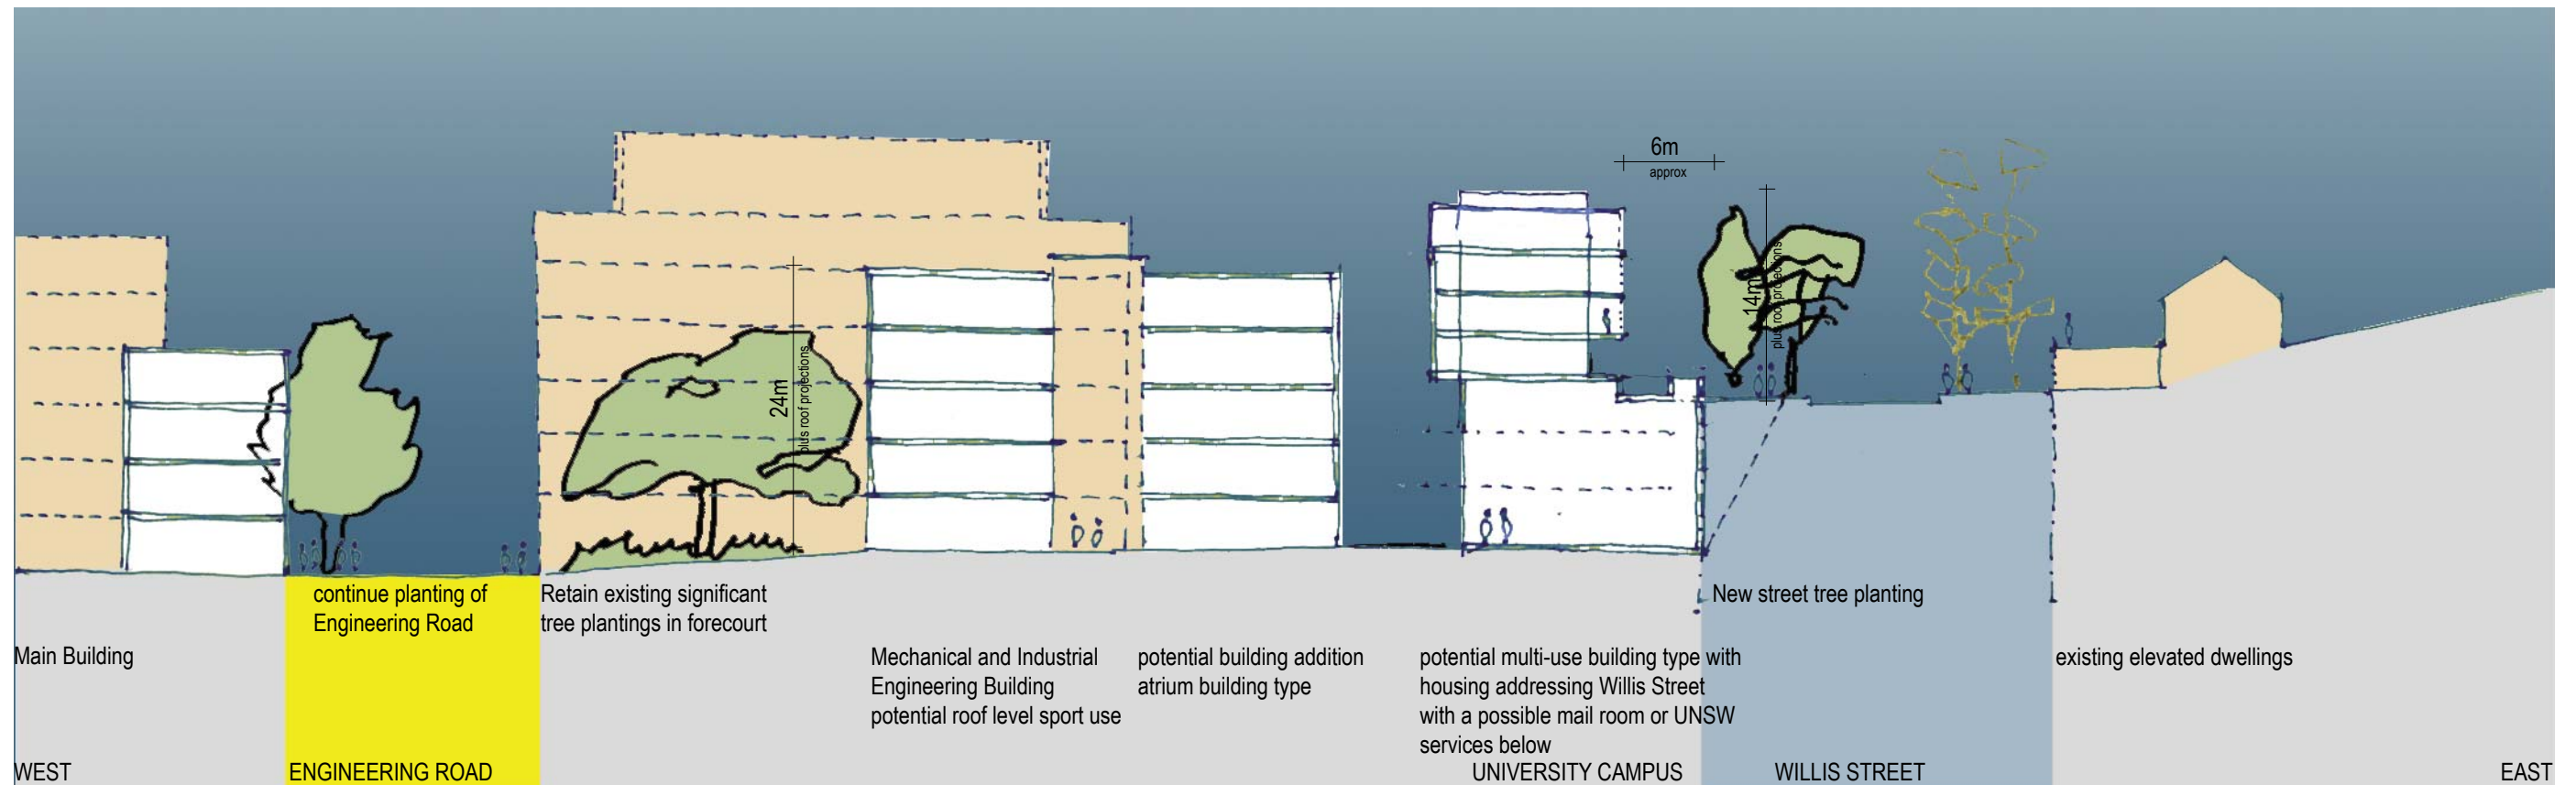 6m
approx
14m
plus roof projections
24m
plus roof projections
continue planting of
Engineering Road
Retain existing significant
tree plantings in forecourt
New street tree planting
Main Building
Mechanical and Industrial
Engineering Building
potential roof level sport use
potential building addition
atrium building type
potential multi-use building type with
housing addressing Willis Street
with a possible mail room or UNSW
services below
existing elevated dwellings
WEST
ENGINEERING ROAD
UNIVERSITY CAMPUS
WILLIS STREET
EAST